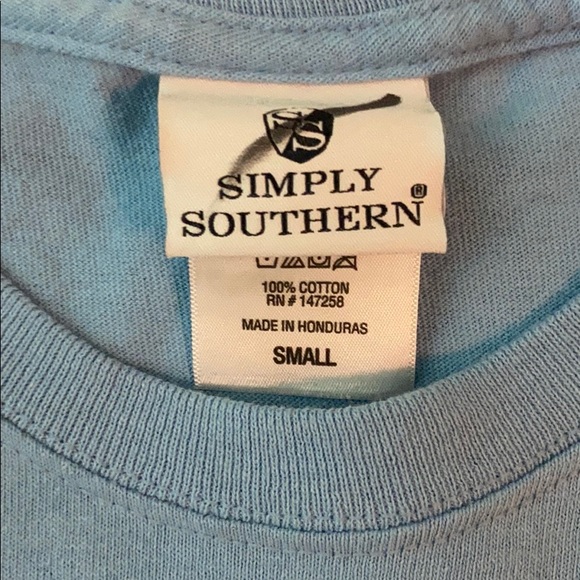 SS
SIMPLY
SOUTHERN®
100% COTTON
RN # 147258
MADE IN HONDURAS
SMALL